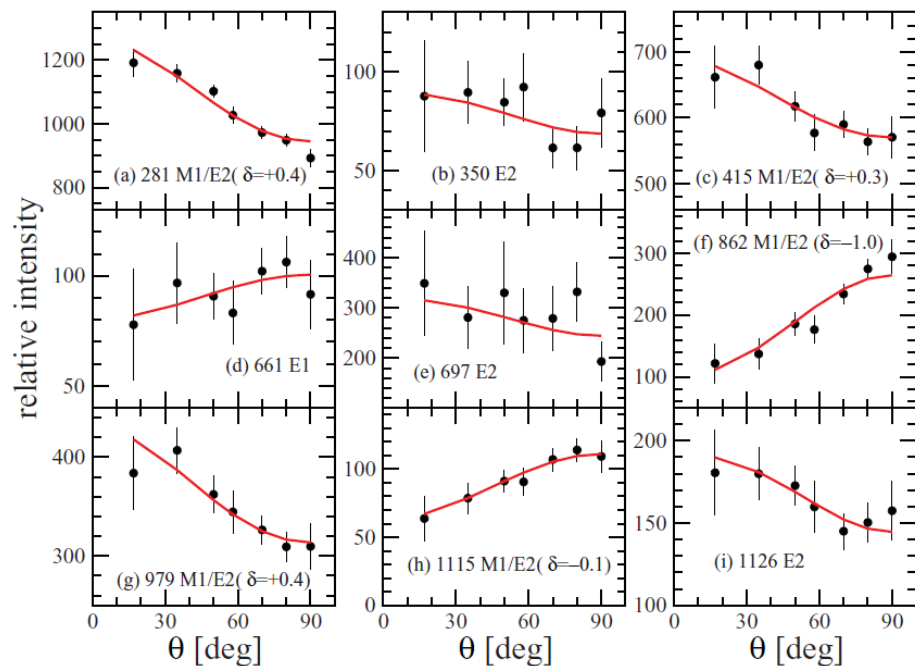 1200
1000
800
(a) 281 M1/E2( δ=+0.4)
100
50
(b) 350 E2
700
600
500
(c) 415 M1/E2( δ=+0.3)
relative intensity
100
50
(d) 661 E1
400
300
200
(e) 697 E2
300
200
100
(f) 862 M1/E2 (δ=−1.0)
400
300
(g) 979 M1/E2( δ=+0.4)
100
50
0
(h) 1115 M1/E2( δ=−0.1)
200
150
100
(i) 1126 E2
0 30 60 90
0 30 60 90
0 30 60 90
θ [deg]
θ [deg]
θ [deg]